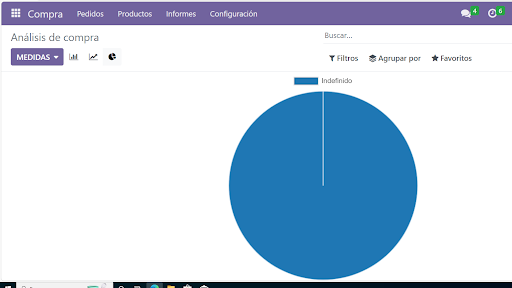 Compra Pedidos Productos Informes Configuración 4 6
Análisis de compra
Buscar...
MEDIDAS Filtros Agrupar por Favoritos
Indefinido